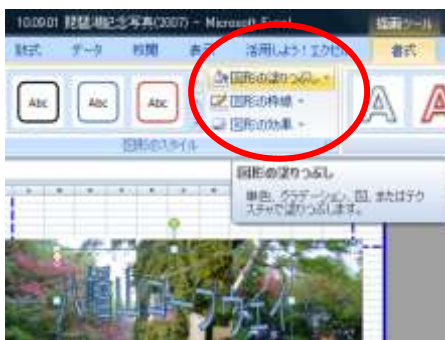 10.09.01 琵琶湖記念写真(2007) - Microsoft Excel 描画ツール
数式 データ 校閲 表示 活用しよう！エクセル 書式
Abc Abc Abc
図形の塗りつぶし
図形の枠線
図形の効果
図形のスタイル
A A
図形の塗りつぶし
単色、グラデーション、図、またはテクスチャで塗りつぶします。
八幡山ロープウェイ